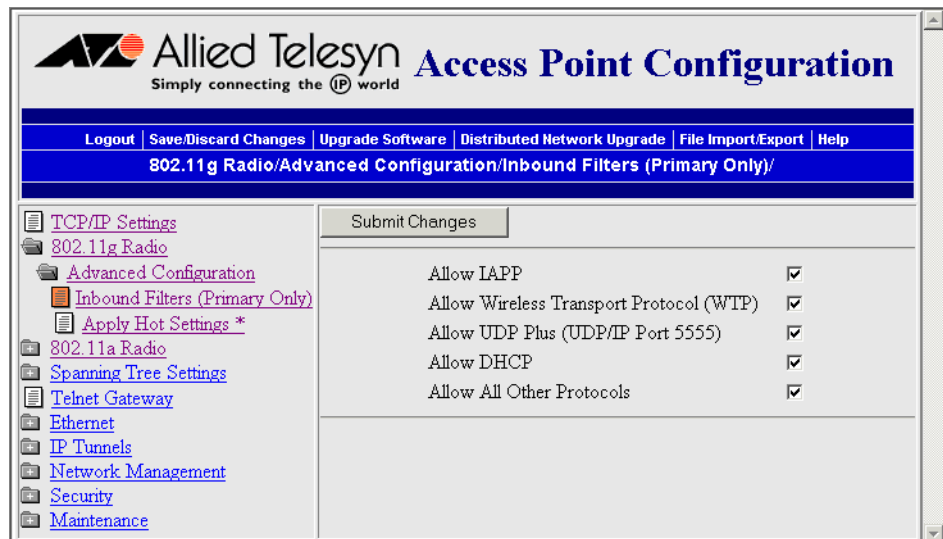 Allied Telesyn
Simply connecting the IP world
Access Point Configuration
Logout | Save/Discard Changes | Upgrade Software | Distributed Network Upgrade | File Import/Export | Help
802.11g Radio/Advanced Configuration/Inbound Filters (Primary Only)/
TCP/IP Settings
802.11g Radio
Advanced Configuration
Inbound Filters (Primary Only)
Apply Hot Settings *
802.11a Radio
Spanning Tree Settings
Telnet Gateway
Ethernet
IP Tunnels
Network Management
Security
Maintenance
Submit Changes
Allow IAPP
Allow Wireless Transport Protocol (WTP)
Allow UDP Plus (UDP/IP Port 5555)
Allow DHCP
Allow All Other Protocols